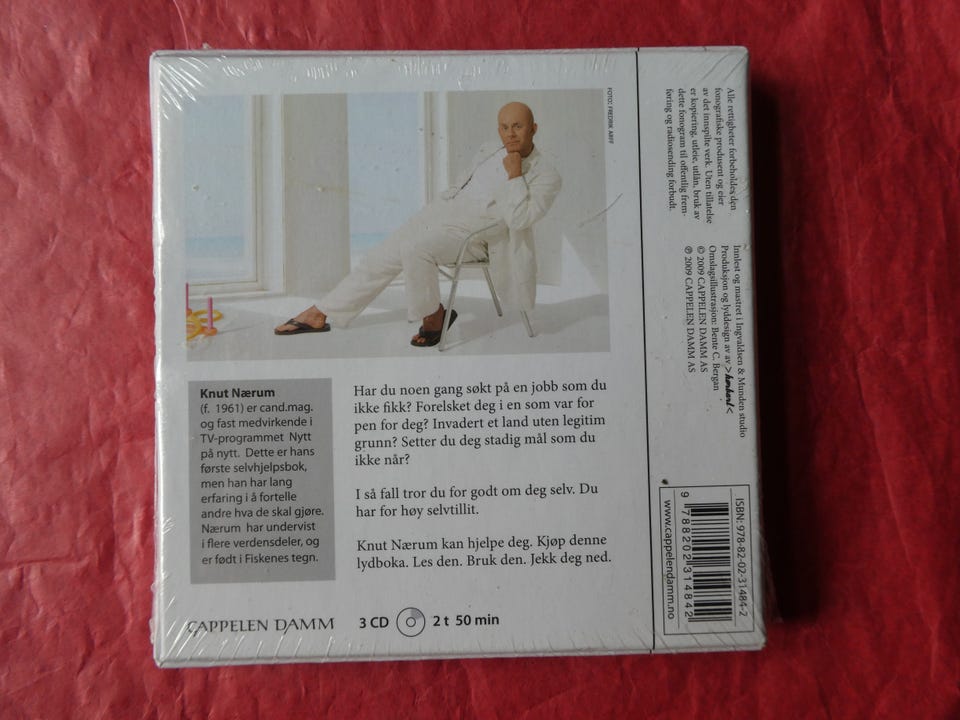 FOTO: FREDRIK ARFF
Knut Nærum
(f. 1961) er cand.mag.
og fast medvirkende i
TV-programmet Nytt
på nytt. Dette er hans
første selvhjelpsbok,
men han har lang
erfaring i å fortelle
andre hva de skal gjøre.
Nærum har undervist
i flere verdensdeler, og
er født i Fiskenes tegn.
Har du noen gang søkt på en jobb som du
ikke fikk? Forelsket deg i en som var for
pen for deg? Invadert et land uten legitim
grunn? Setter du deg stadig mål som du
ikke når?
I så fall tror du for godt om deg selv. Du
har for høy selvtillit.
Knut Nærum kan hjelpe deg. Kjøp denne
lydboka. Les den. Bruk den. Jekk deg ned.
CAPPELEN DAMM
3 CD 2 t 50 min
Alle rettigheter forbeholdes den
fonografiske produsent og eier
av det innspilte verk. Uten tillatelse
er kopiering, utleie, utlån, bruk av
dette fonogram til offentlig frem-
føring og radiosending forbudt.
Innlest og mastret i Ingvaldsen & Munden studio
Produksjon og lyddesign av av >herbert<
Omslagsillustrasjon: Bente C. Bergan
© 2009 CAPPELEN DAMM AS
℗ 2009 CAPPELEN DAMM AS
ISBN: 978-82-02-31484-2
9 788202 314842
www.cappelendamm.no